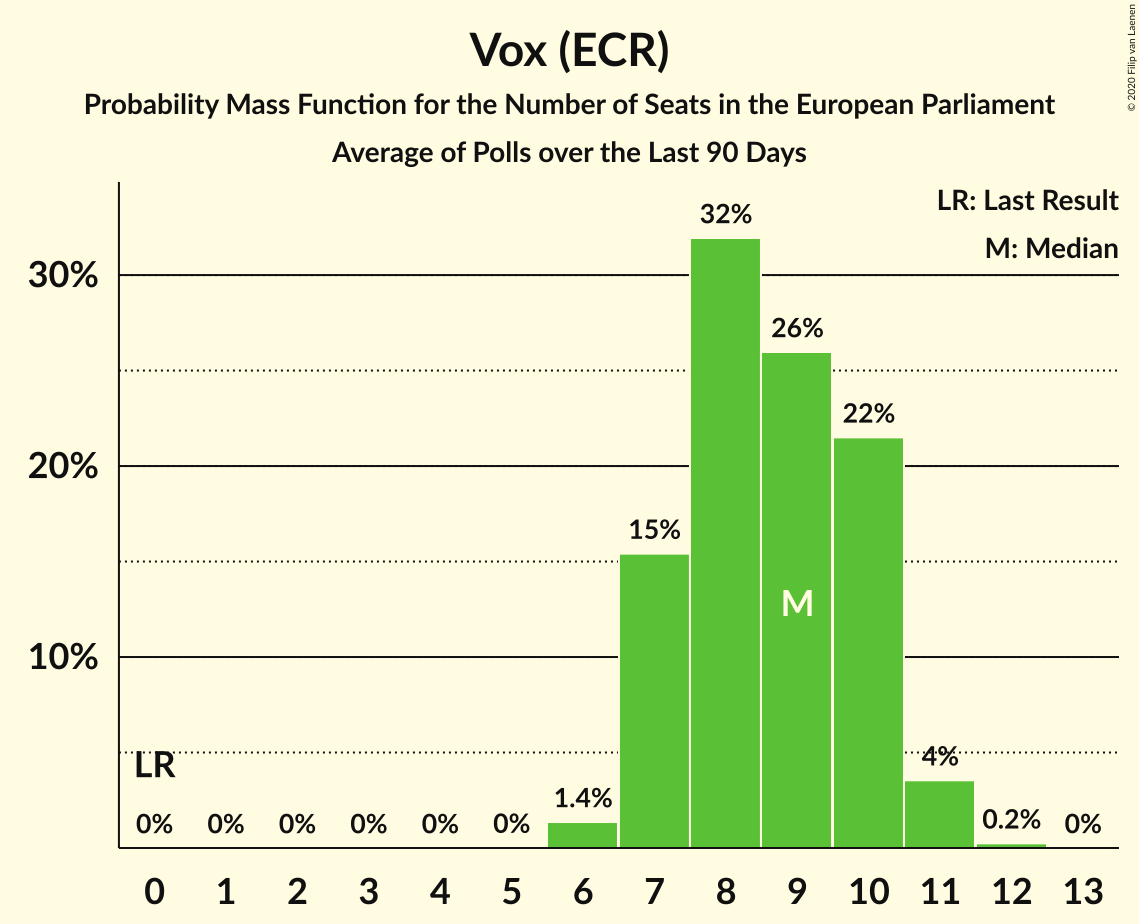 Vox (ECR)
Probability Mass Function for the Number of Seats in the European Parliament
Average of Polls over the Last 90 Days
© 2020 Filip van Laenen
LR: Last Result
M: Median
32%
30%
26%
22%
20%
15%
M
10%
LR
4%
1.4%
0% 0% 0% 0% 0% 0% 0.2% 0%
0 1 2 3 4 5 6 7 8 9 10 11 12 13